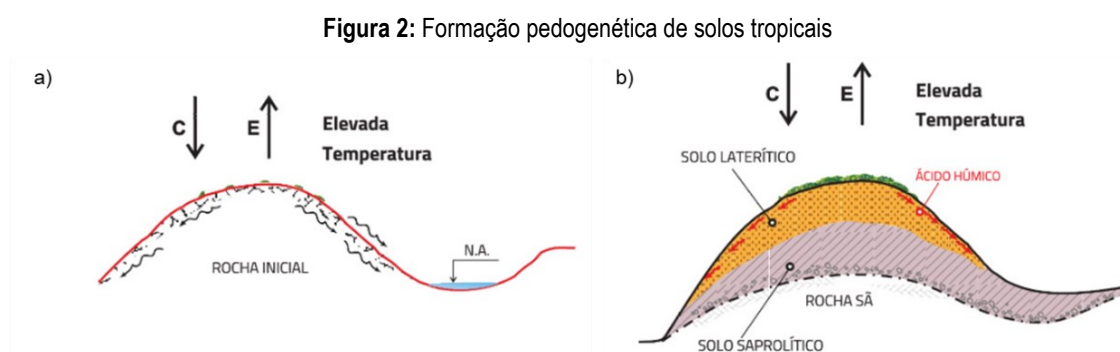 Figura 2: Formação pedogenética de solos tropicais
a)
C
E
Elevada
Temperatura
ROCHA INICIAL
N.A.
b)
C
E
Elevada
Temperatura
SOLO LATERÍTICO
ÁCIDO HÚMICO
ROCHA SÃ
SOLO SAPROLÍTICO